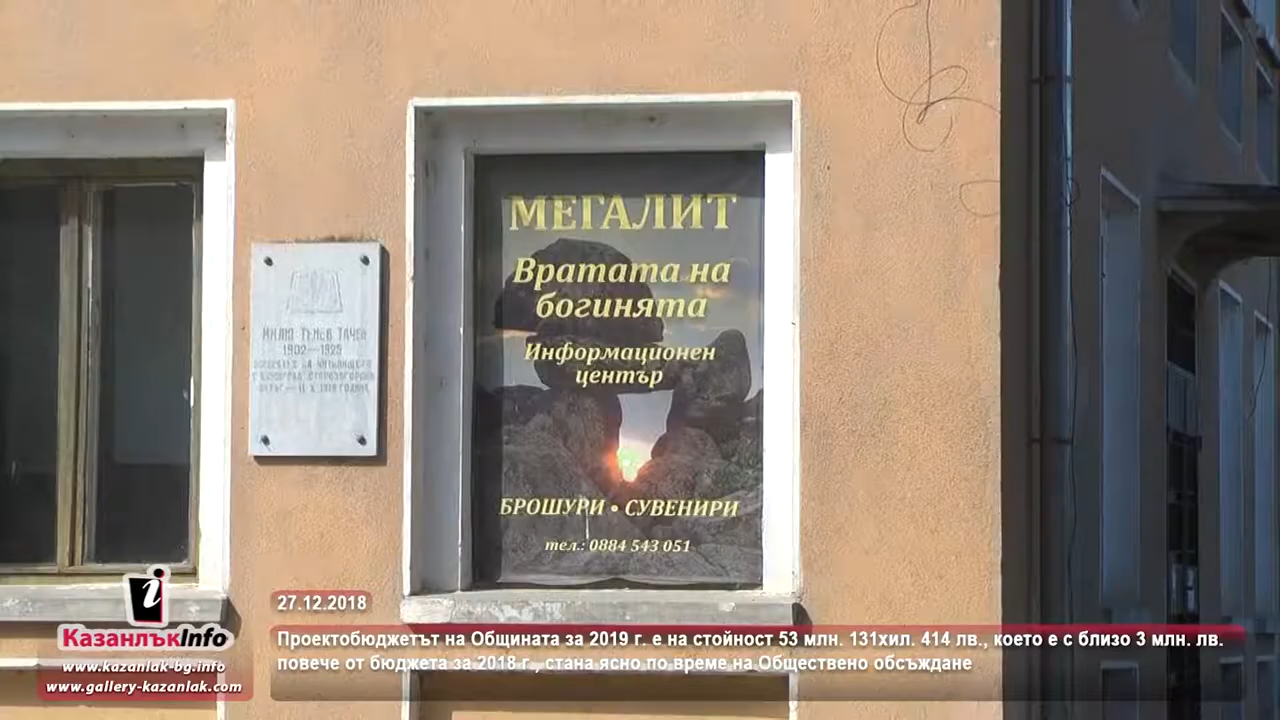 МЕГАЛИТ
Вратата на
богинята
Информационен
център
БРОШУРИ • СУВЕНИРИ
тел.: 0884 543 051
1902 — 1925
27.12.2018
Проектобюджетът на Общината за 2019 г. е на стойност 53 млн. 131хил. 414 лв., което е с близо 3 млн. лв.
повече от бюджета за 2018 г., стана ясно по време на Обществено обсъждане
i
КазанлъкInfo
www.kazanlak-bg.info
www.gallery-kazanlak.com